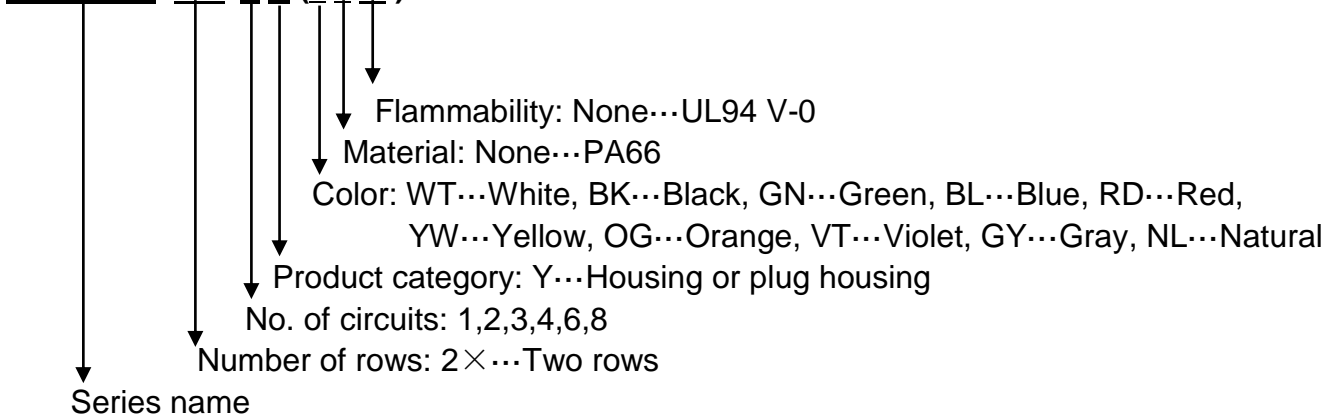 Flammability: None···UL94 V-0
Material: None···PA66
Color: WT···White, BK···Black, GN···Green, BL···Blue, RD···Red,
YW···Yellow, OG···Orange, VT···Violet, GY···Gray, NL···Natural
Product category: Y···Housing or plug housing
No. of circuits: 1,2,3,4,6,8
Number of rows: 2×···Two rows
Series name